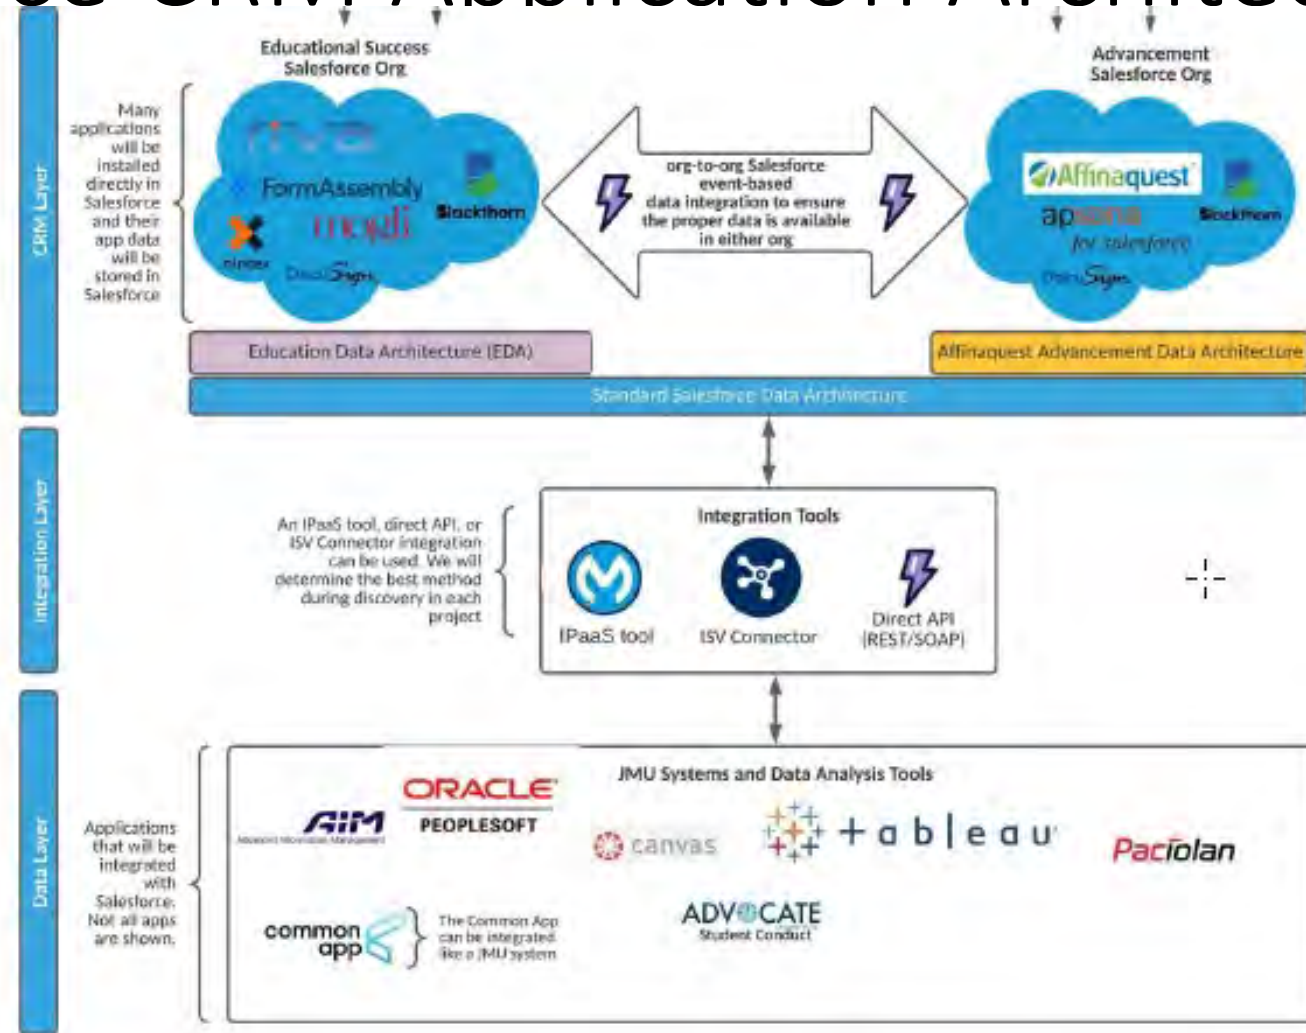 CRM Application
CRM Layer
Educational Success
Salesforce Org
Many
applications
will be
installed
directly in
Salesforce
and their
app data
will be
stored in
Salesforce
FormAssembly
Blackthorn
mogli
nintex
DocuSign
org-to-org Salesforce
event-based
data integration to ensure
the proper data is available
in either org
Advancement
Salesforce Org
Affinaquest
apsona
for salesforce
Blackthorn
DocuSign
Education Data Architecture (EDA)
Affinaquest Advancement Data Architecture
Standard Salesforce Data Architecture
Integration Layer
An IPaaS tool, direct API, or
ISV Connector integration
can be used. We will
determine the best method
during discovery in each
project
Integration Tools
IPaaS tool
ISV Connector
Direct API
(REST/SOAP)
Data Layer
Applications
that will be
integrated
with
Salesforce.
Not all apps
are shown.
JMU Systems and Data Analysis Tools
AiM
ORACLE
PEOPLESOFT
canvas
+ableau
Paciolan
common
app
The Common App
can be integrated
like a JMU system
ADVOCATE
Student Conduct